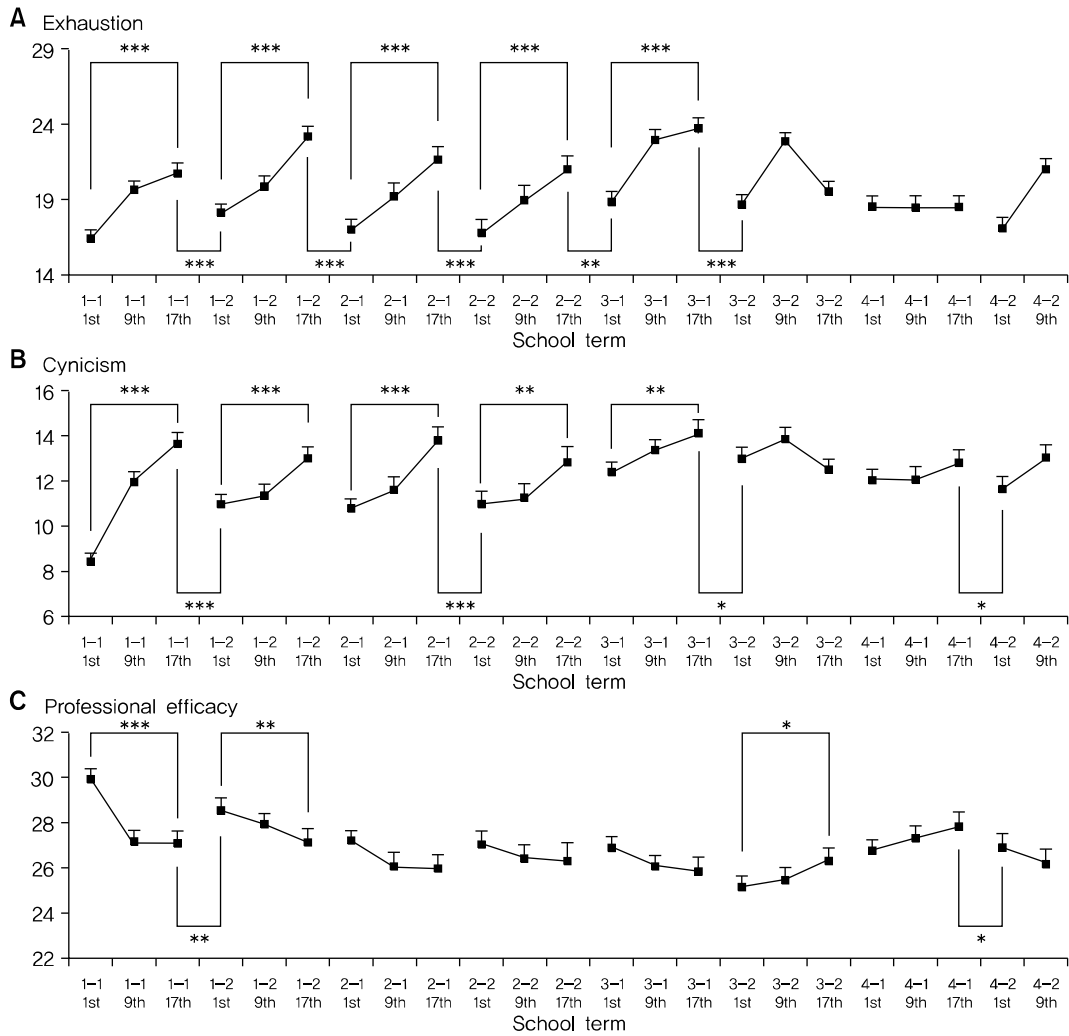 A Exhaustion
29
*** *** *** *** ***
24
19
*** *** *** ** ***
14
1-1 1-1 1-1 1-2 1-2 1-2 2-1 2-1 2-1 2-2 2-2 2-2 3-1 3-1 3-1 3-2 3-2 3-2 4-1 4-1 4-1 4-2 4-2
1st 9th 17th 1st 9th 17th 1st 9th 17th 1st 9th 17th 1st 9th 17th 1st 9th 17th 1st 9th 17th 1st 9th
School term
B Cynicism
16
*** *** *** ** **
14
12
10
8
*** *** * *
6
1-1 1-1 1-1 1-2 1-2 1-2 2-1 2-1 2-1 2-2 2-2 2-2 3-1 3-1 3-1 3-2 3-2 3-2 4-1 4-1 4-1 4-2 4-2
1st 9th 17th 1st 9th 17th 1st 9th 17th 1st 9th 17th 1st 9th 17th 1st 9th 17th 1st 9th 17th 1st 9th
School term
C Professional efficacy
32
*** ** *
30
28
26
24
** *
22
1-1 1-1 1-1 1-2 1-2 1-2 2-1 2-1 2-1 2-2 2-2 2-2 3-1 3-1 3-1 3-2 3-2 3-2 4-1 4-1 4-1 4-2 4-2
1st 9th 17th 1st 9th 17th 1st 9th 17th 1st 9th 17th 1st 9th 17th 1st 9th 17th 1st 9th 17th 1st 9th
School term